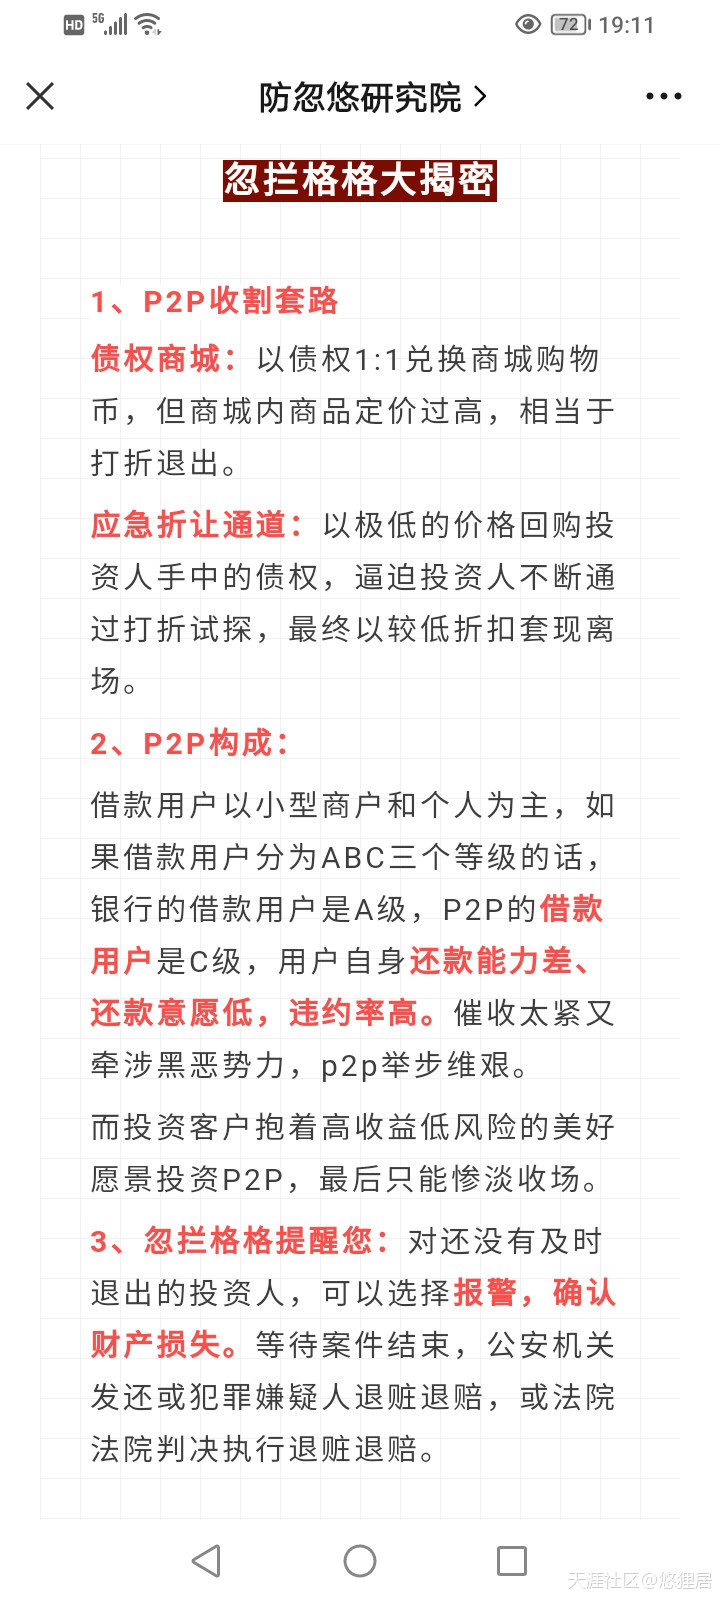 HD 5G 72 19:11
防忽悠研究院
忽拦格格大揭密
1、P2P收割套路
债权商城：以债权1:1兑换商城购物
币，但商城内商品定价过高，相当于
打折退出。
应急折让通道：以极低的价格回购投
资人手中的债权，逼迫投资人不断通
过打折试探，最终以较低折扣套现离
场。
2、P2P构成：
借款用户以小型商户和个人为主，如
果借款用户分为ABC三个等级的话，
银行的借款用户是A级，P2P的借款
用户是C级，用户自身还款能力差、
还款意愿低，违约率高。催收太紧又
牵涉黑恶势力，p2p举步维艰。
而投资客户抱着高收益低风险的美好
愿景投资P2P，最后只能惨淡收场。
3、忽拦格格提醒您：对还没有及时
退出的投资人，可以选择报警，确认
财产损失。等待案件结束，公安机关
发还或犯罪嫌疑人退赃退赔，或法院
法院判决执行退赃退赔。
天涯社区@悠狸居